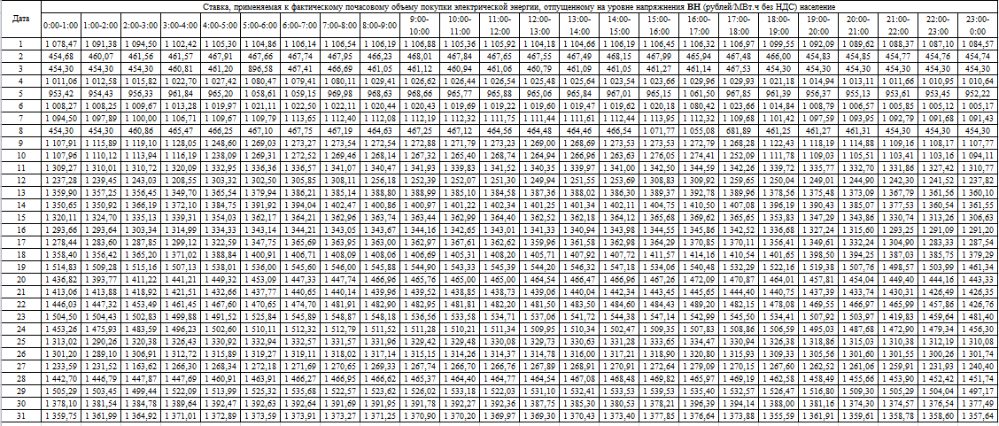 Дата
Ставка, применяемая к фактическому почасовому объему покупки электрической энергии, отпущенному на уровне напряжения ВН (рублей/МВт.ч без НДС) население
0:00-1:00 1:00-2:00 2:00-3:00 3:00-4:00 4:00-5:00 5:00-6:00 6:00-7:00 7:00-8:00 8:00-9:00 9:00-10:00 10:00-11:00 11:00-12:00 12:00-13:00 13:00-14:00 14:00-15:00 15:00-16:00 16:00-17:00 17:00-18:00 18:00-19:00 19:00-20:00 20:00-21:00 21:00-22:00 22:00-23:00 23:00-0:00
1 1 078,47 1 091,38 1 094,50 1 102,42 1 105,30 1 104,86 1 106,14 1 106,54 1 106,19 1 106,88 1 105,36 1 105,92 1 104,18 1 104,66 1 106,19 1 106,45 1 106,32 1 106,97 1 099,55 1 092,09 1 089,62 1 088,37 1 087,10 1 084,57
2 454,68 460,07 461,56 461,57 467,91 467,66 467,74 467,95 466,23 468,01 467,84 467,65 467,55 467,49 468,15 467,99 465,94 467,48 466,00 454,83 454,85 454,77 454,76 454,74
3 454,30 454,30 454,30 460,81 461,20 896,58 467,41 466,69 461,05 461,12 460,94 461,06 460,79 461,09 461,05 461,27 461,14 467,53 454,30 454,30 454,30 454,30 454,30 454,30
4 1 011,06 1 012,58 1 015,82 1 022,70 1 027,42 1 080,47 1 079,41 1 080,11 1 029,41 1 026,62 1 026,44 1 026,54 1 025,48 1 025,64 1 023,54 1 023,66 1 029,96 1 029,93 1 021,18 1 014,94 1 013,11 1 011,66 1 010,95 1 010,64
5 953,42 954,43 956,33 961,84 965,20 1 058,61 1 059,15 969,98 968,63 968,66 965,77 965,88 965,06 965,84 967,01 965,15 1 061,50 967,85 961,39 956,37 955,13 953,61 953,45 952,22
6 1 008,27 1 008,25 1 009,67 1 013,28 1 019,97 1 021,11 1 022,50 1 022,11 1 020,44 1 020,43 1 019,69 1 019,22 1 019,60 1 019,47 1 019,62 1 020,18 1 080,42 1 023,66 1 014,84 1 008,79 1 006,57 1 005,85 1 005,12 1 005,17
7 1 094,50 1 097,89 1 100,00 1 106,71 1 109,67 1 109,79 1 113,65 1 112,40 1 112,08 1 112,19 1 112,32 1 111,75 1 111,44 1 111,61 1 112,44 1 113,95 1 112,32 1 109,68 1 101,42 1 097,59 1 093,95 1 092,79 1 091,68 1 091,43
8 454,30 454,30 460,86 465,47 466,25 467,10 467,75 467,19 464,63 467,25 467,12 464,56 464,48 464,46 466,54 1 071,77 1 055,08 681,89 461,25 461,27 461,31 454,30 454,30 454,30
9 1 107,91 1 115,89 1 119,10 1 128,05 1 248,60 1 269,03 1 273,27 1 273,54 1 272,54 1 272,88 1 271,79 1 273,23 1 269,00 1 268,69 1 273,53 1 273,53 1 272,79 1 268,28 1 122,43 1 118,19 1 114,88 1 109,16 1 108,17 1 107,77
10 1 107,96 1 110,12 1 113,94 1 116,19 1 238,09 1 269,31 1 272,52 1 269,46 1 268,14 1 267,32 1 265,40 1 268,74 1 264,94 1 266,96 1 263,63 1 276,05 1 274,41 1 252,09 1 111,78 1 109,03 1 105,51 1 103,41 1 103,16 1 094,11
11 1 309,27 1 310,01 1 310,72 1 320,09 1 332,95 1 336,36 1 336,57 1 341,07 1 340,47 1 341,93 1 339,83 1 341,52 1 340,35 1 339,97 1 341,00 1 342,50 1 344,59 1 342,26 1 339,72 1 335,77 1 332,70 1 331,86 1 327,42 1 310,77
12 1 237,28 1 239,45 1 243,03 1 208,55 1 303,32 1 302,50 1 305,85 1 308,11 1 256,18 1 252,39 1 252,07 1 251,30 1 249,94 1 251,55 1 253,69 1 308,83 1 309,92 1 259,65 1 250,04 1 249,01 1 244,90 1 242,30 1 241,52 1 237,82
13 1 359,90 1 357,25 1 356,45 1 349,70 1 365,54 1 379,94 1 386,21 1 385,14 1 388,80 1 388,99 1 385,10 1 384,58 1 387,36 1 388,02 1 386,30 1 389,37 1 392,78 1 389,96 1 378,56 1 375,48 1 373,09 1 367,79 1 361,56 1 360,10
14 1 350,65 1 350,92 1 366,19 1 372,10 1 384,75 1 391,92 1 394,04 1 402,47 1 400,86 1 400,97 1 401,22 1 402,34 1 401,25 1 401,34 1 402,11 1 404,75 1 410,50 1 407,08 1 396,19 1 390,43 1 385,07 1 377,53 1 360,54 1 361,55
15 1 320,11 1 324,70 1 335,13 1 339,31 1 354,03 1 362,17 1 364,21 1 362,96 1 363,74 1 363,44 1 362,99 1 364,40 1 362,52 1 362,18 1 364,12 1 365,68 1 369,62 1 365,65 1 353,83 1 347,29 1 343,86 1 330,74 1 313,26 1 306,63
16 1 293,66 1 293,64 1 303,34 1 314,99 1 334,33 1 343,14 1 344,21 1 343,05 1 343,67 1 344,16 1 342,65 1 343,01 1 341,33 1 340,94 1 343,98 1 344,55 1 345,86 1 342,52 1 336,68 1 327,24 1 315,60 1 293,25 1 291,09 1 291,20
17 1 278,44 1 283,60 1 287,85 1 299,12 1 322,59 1 347,75 1 365,69 1 363,95 1 363,00 1 362,97 1 361,67 1 361,62 1 359,96 1 361,58 1 362,98 1 364,29 1 370,85 1 370,11 1 356,41 1 349,61 1 332,24 1 304,90 1 283,33 1 287,54
18 1 358,40 1 356,42 1 365,20 1 371,02 1 388,84 1 400,91 1 406,71 1 408,09 1 408,06 1 406,69 1 405,31 1 408,20 1 405,71 1 407,92 1 407,72 1 411,57 1 414,16 1 410,54 1 401,65 1 398,50 1 394,25 1 387,03 1 385,75 1 379,29
19 1 514,83 1 509,28 1 515,16 1 507,13 1 538,01 1 536,00 1 545,60 1 546,00 1 545,88 1 544,90 1 543,33 1 545,39 1 544,20 1 546,32 1 547,18 1 534,06 1 540,48 1 532,29 1 522,16 1 519,38 1 507,76 1 498,57 1 503,99 1 461,34
20 1 436,82 1 393,77 1 411,22 1 441,21 1 449,32 1 453,09 1 447,33 1 447,74 1 466,96 1 465,76 1 465,00 1 465,00 1 464,54 1 466,47 1 466,96 1 467,26 1 472,09 1 470,87 1 464,01 1 457,81 1 454,04 1 449,40 1 444,16 1 443,33
21 1 413,06 1 413,88 1 418,92 1 421,51 1 432,66 1 437,77 1 440,65 1 440,14 1 439,96 1 439,52 1 438,85 1 438,73 1 439,06 1 440,04 1 442,34 1 443,45 1 445,65 1 444,40 1 440,75 1 437,39 1 433,74 1 430,31 1 426,49 1 426,35
22 1 446,03 1 447,32 1 453,49 1 461,45 1 467,60 1 470,65 1 474,70 1 481,91 1 482,90 1 482,95 1 481,81 1 482,20 1 481,50 1 483,50 1 484,60 1 484,43 1 489,20 1 482,15 1 478,08 1 469,55 1 466,97 1 465,99 1 457,86 1 426,76
23 1 504,50 1 504,43 1 502,83 1 499,88 1 491,52 1 525,84 1 545,89 1 548,87 1 548,18 1 536,56 1 533,58 1 534,71 1 537,06 1 541,72 1 544,38 1 547,14 1 542,99 1 545,50 1 534,41 1 507,92 1 503,97 1 419,83 1 459,64 1 481,40
24 1 453,26 1 475,93 1 483,59 1 496,23 1 502,60 1 510,11 1 512,32 1 512,79 1 511,52 1 511,28 1 510,21 1 511,34 1 509,95 1 510,34 1 502,47 1 509,35 1 507,83 1 508,86 1 506,59 1 495,03 1 487,68 1 472,90 1 479,34 1 456,30
25 1 313,02 1 290,26 1 320,38 1 326,43 1 330,92 1 332,94 1 332,57 1 331,57 1 331,96 1 329,42 1 329,48 1 330,08 1 329,73 1 330,63 1 331,28 1 333,65 1 334,47 1 330,94 1 326,38 1 318,86 1 315,03 1 310,38 1 312,19 1 310,08
26 1 301,20 1 289,10 1 306,91 1 312,72 1 315,89 1 319,27 1 319,11 1 318,02 1 317,14 1 315,15 1 314,26 1 314,37 1 314,78 1 316,00 1 317,21 1 318,90 1 320,80 1 315,93 1 309,33 1 305,56 1 301,60 1 301,55 1 300,26 1 301,74
27 1 233,59 1 231,52 1 163,62 1 266,30 1 268,34 1 272,18 1 271,69 1 270,65 1 269,33 1 267,74 1 266,70 1 266,76 1 267,89 1 268,91 1 270,91 1 272,64 1 279,09 1 270,15 1 267,60 1 262,52 1 261,06 1 259,91 1 231,93 1 240,40
28 1 442,70 1 446,79 1 447,87 1 447,69 1 460,91 1 463,91 1 466,27 1 466,95 1 466,62 1 465,37 1 464,40 1 464,77 1 464,54 1 467,08 1 468,48 1 469,82 1 465,97 1 469,19 1 462,58 1 458,49 1 455,66 1 453,90 1 452,42 1 451,74
29 1 505,29 1 503,45 1 499,44 1 522,09 1 513,99 1 525,32 1 535,68 1 522,57 1 523,62 1 526,02 1 533,18 1 522,03 1 531,10 1 532,41 1 533,53 1 539,53 1 535,40 1 532,58 1 526,47 1 516,80 1 509,30 1 505,29 1 504,04 1 497,17
30 1 378,10 1 381,54 1 384,78 1 389,64 1 392,47 1 392,63 1 392,64 1 391,69 1 391,95 1 391,78 1 392,27 1 392,36 1 387,75 1 385,30 1 380,53 1 378,21 1 396,39 1 394,14 1 388,00 1 381,16 1 374,30 1 374,57 1 376,54 1 377,49
31 1 359,75 1 361,99 1 364,92 1 371,01 1 372,89 1 373,59 1 373,91 1 373,27 1 371,25 1 370,90 1 370,20 1 369,97 1 369,30 1 370,43 1 373,40 1 377,85 1 376,64 1 373,88 1 355,59 1 361,91 1 359,61 1 358,78 1 358,60 1 357,64